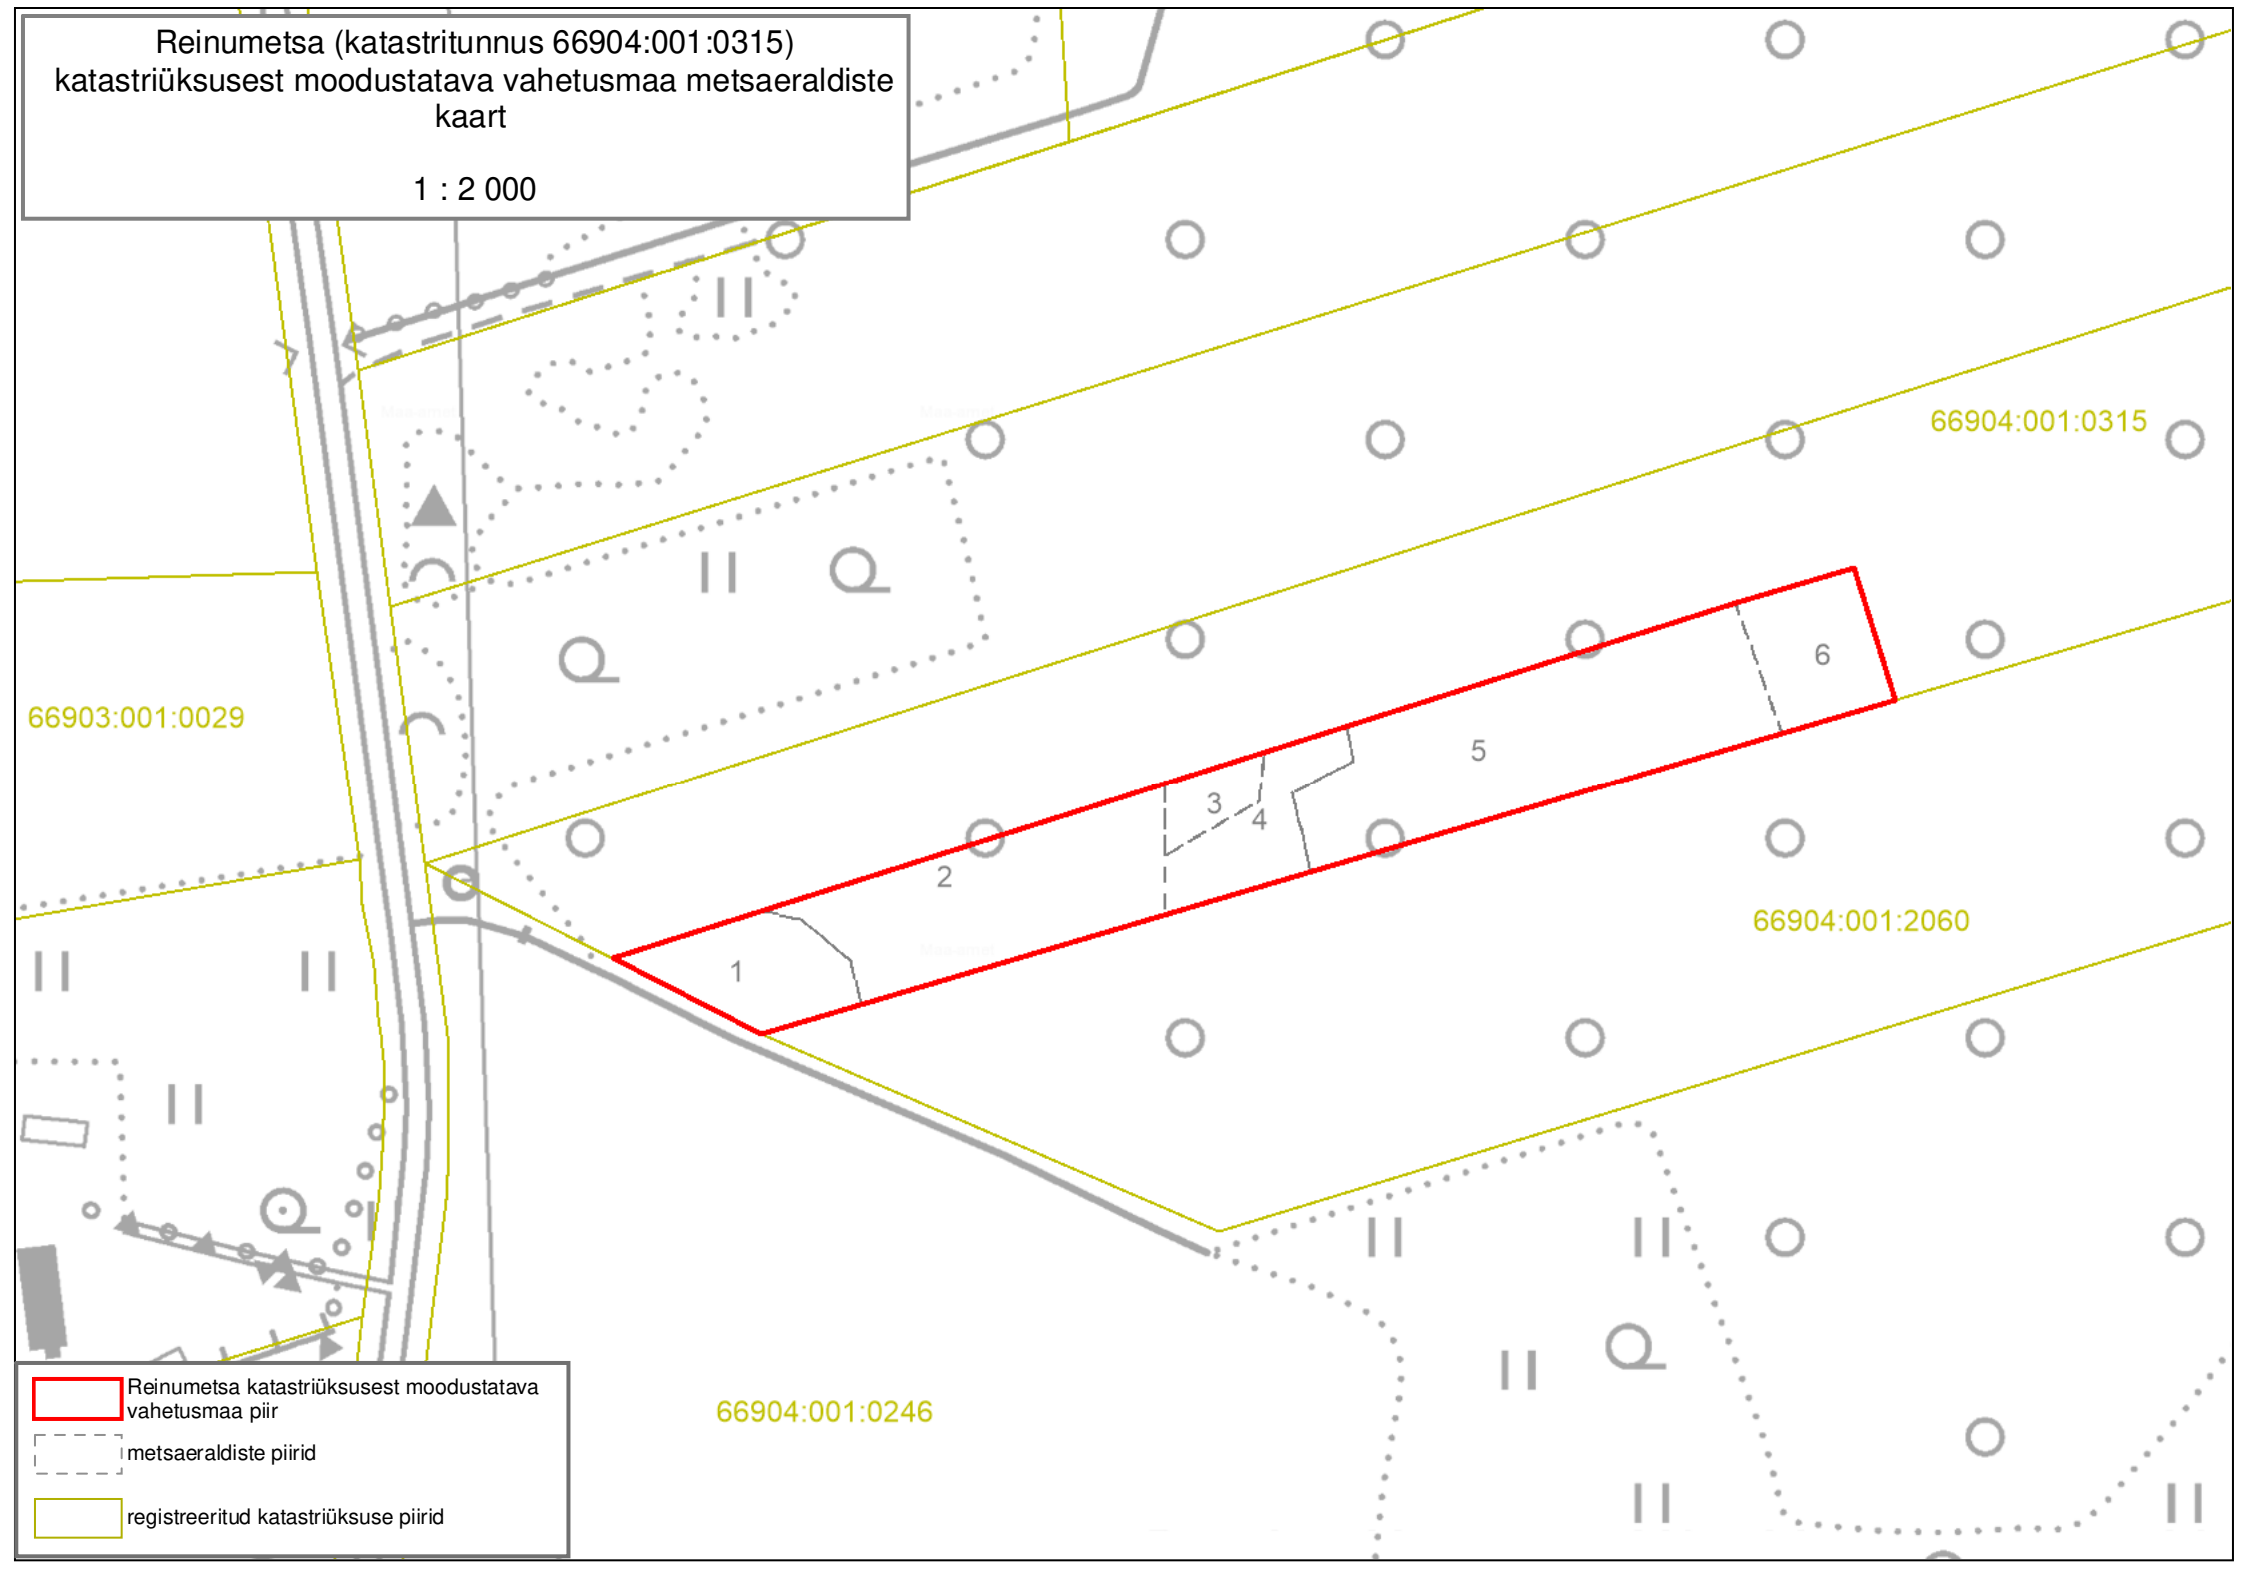 Reinumetsa (katastritunnus 66904:001:0315)
katastriüksusest moodustatava vahetusmaa metsaeraldiste
kaart
1 : 2 000
66904:001:0315
66903:001:0029
6
5
3
4
2
66904:001:2060
1
66904:001:0246
Reinumetsa katastriüksusest moodustatava
vahetusmaa piir
metsaeraldiste piirid
registreeritud katastriüksuse piirid